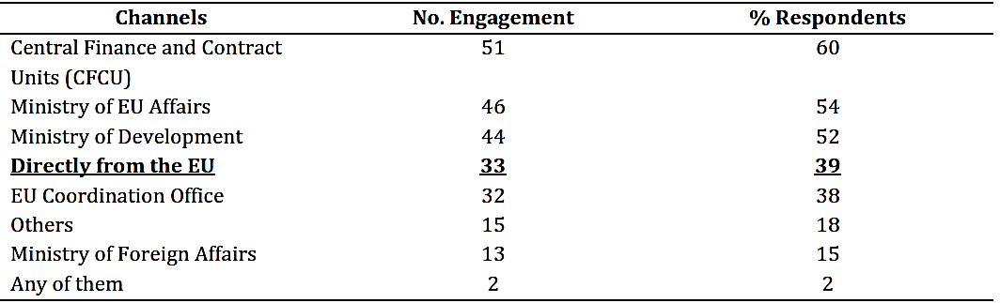 Channels No. Engagement % Respondents
Central Finance and Contract 51 60
Units (CFCU)
Ministry of EU Affairs 46 54
Ministry of Development 44 52
Directly from the EU 33 39
EU Coordination Office 32 38
Others 15 18
Ministry of Foreign Affairs 13 15
Any of them 2 2